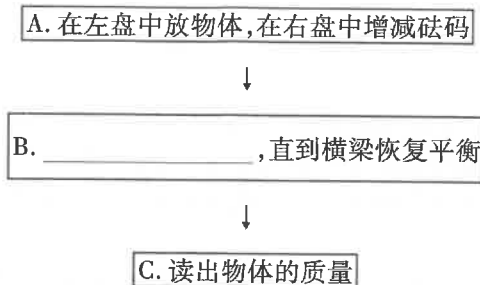 A. 在左盘中放物体,在右盘中增减砝码
B. ____________,直到横梁恢复平衡
C. 读出物体的质量